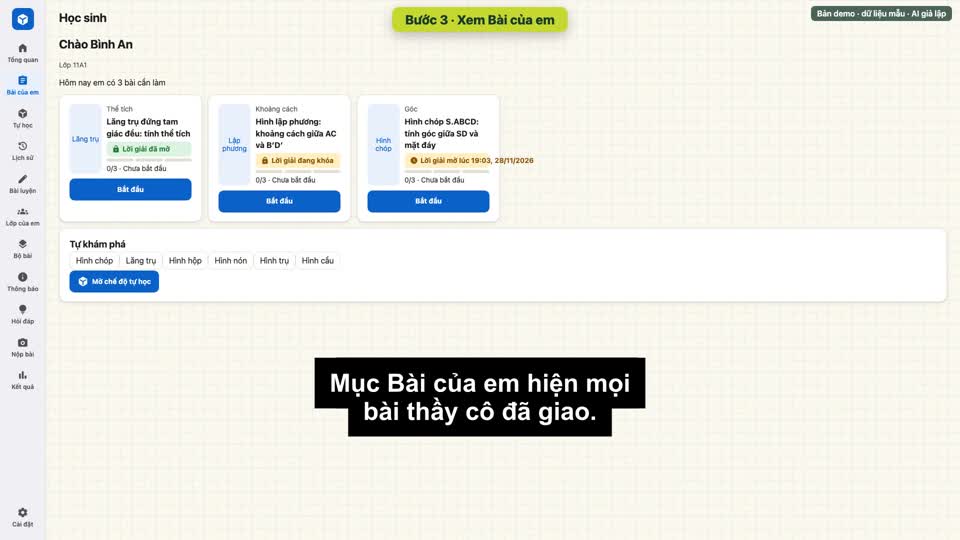 Học sinh
Bước 3 · Xem Bài của em
Bản demo · dữ liệu mẫu · AI giả lập
Tổng quan
Bài của em
Tự học
Lịch sử
Bài luyện
Lớp của em
Bộ bài
Thông báo
Hỏi đáp
Nộp bài
Kết quả
Cài đặt
Chào Bình An
Lớp 11A1
Hôm nay em có 3 bài cần làm
Lăng trụ
Thể tích
Lăng trụ đứng tam
giác đều: tính thể tích
Lời giải đã mở
0/3 · Chưa bắt đầu
Bắt đầu
Lập
phương
Khoảng cách
Hình lập phương:
khoảng cách giữa AC
và B'D'
Lời giải đang khóa
0/3 · Chưa bắt đầu
Bắt đầu
Hình
chóp
Góc
Hình chóp S.ABCD:
tính góc giữa SD và
mặt đáy
Lời giải mở lúc 19:03, 28/11/2026
0/3 · Chưa bắt đầu
Bắt đầu
Tự khám phá
Hình chóp
Lăng trụ
Hình hộp
Hình nón
Hình trụ
Hình cầu
Mở chế độ tự học
Mục Bài của em hiện mọi
bài thầy cô đã giao.